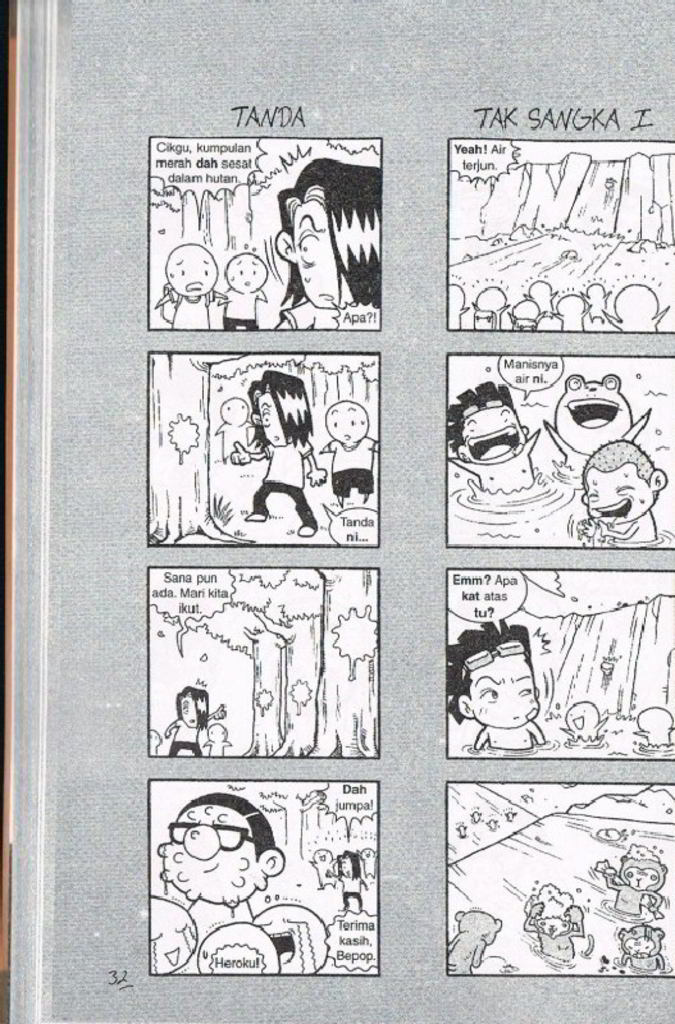 TANDA
Cikgu, kumpulan
merah dah sesat
dalam hutan.
Apa?!
Tanda
ni...
Sana pun
ada. Mari kita
ikut.
Dah
jumpa!
Terima
kasih,
Bepop.
Heroku!
TAK SANGKA I
Yeah! Air
terjun.
Manisnya
air ni..
Emm? Apa
kat atas
tu?
32